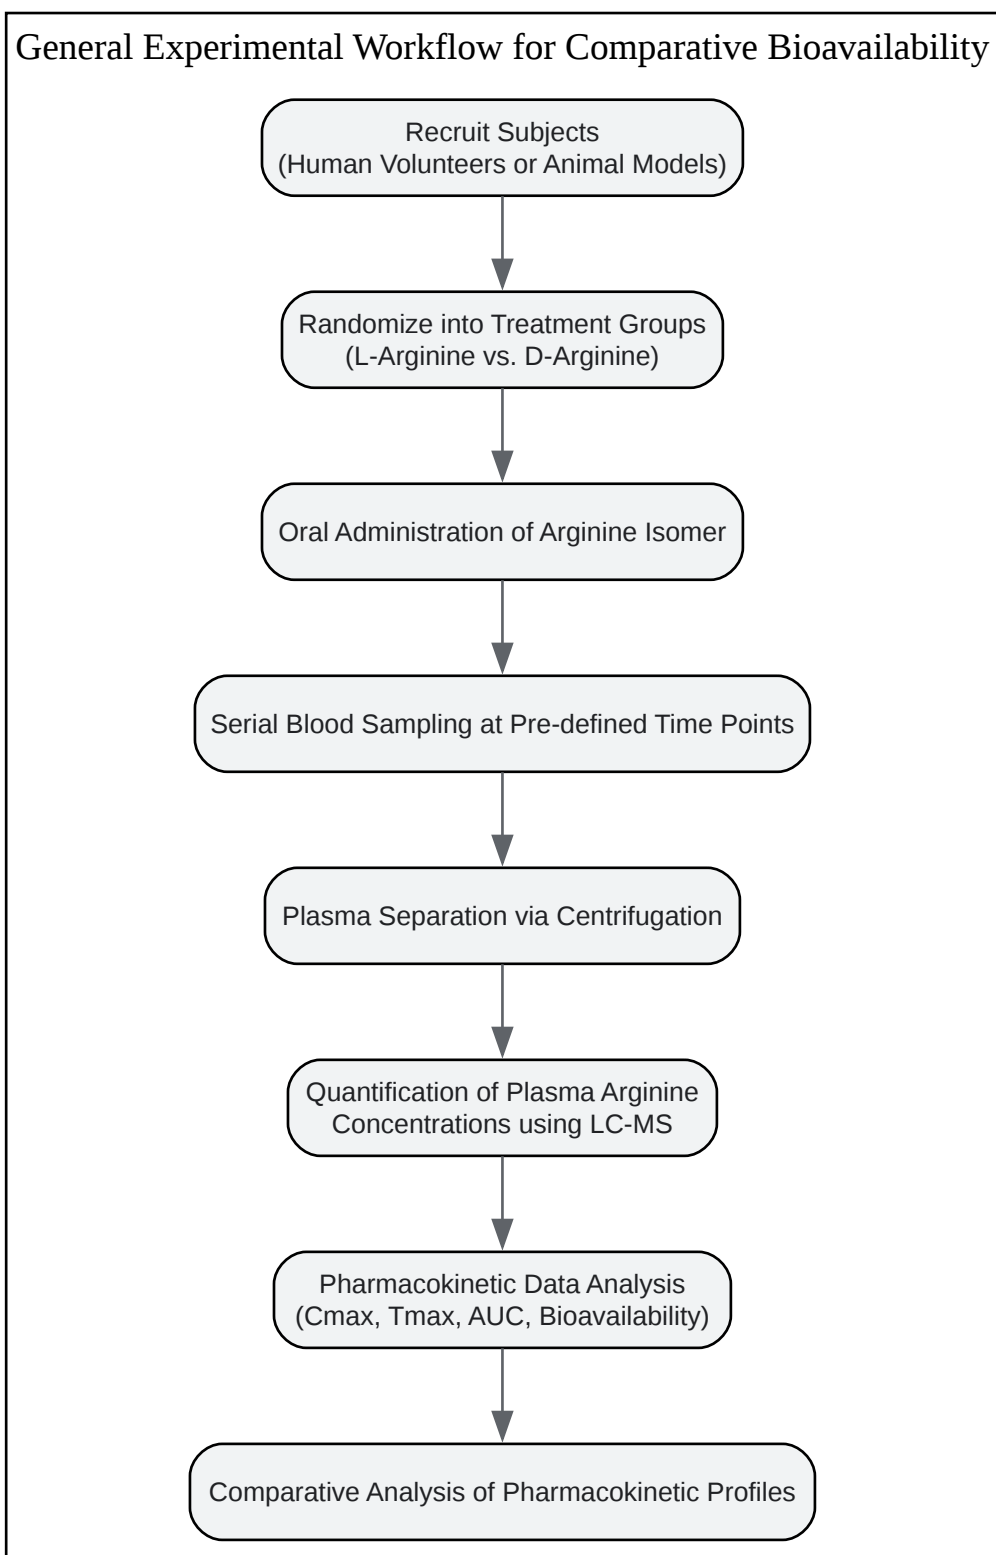 General Experimental Workflow for Comparative Bioavailability
Recruit Subjects
(Human Volunteers or Animal Models)
Randomize into Treatment Groups
(L-Arginine vs. D-Arginine)
Oral Administration of Arginine Isomer
Serial Blood Sampling at Pre-defined Time Points
Plasma Separation via Centrifugation
Quantification of Plasma Arginine
Concentrations using LC-MS
Pharmacokinetic Data Analysis
(Cmax, Tmax, AUC, Bioavailability)
Comparative Analysis of Pharmacokinetic Profiles